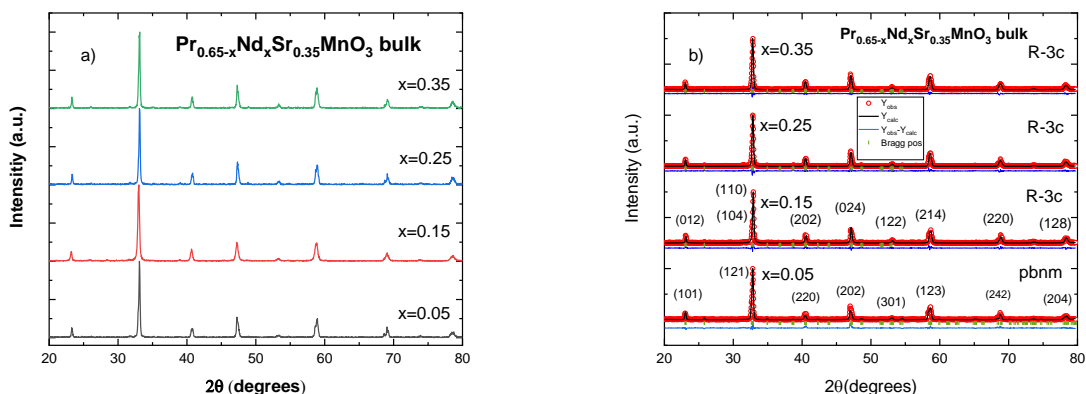 a)
Pr0.65-xNdxSr0.35MnO3 bulk
x=0.35
x=0.25
x=0.15
x=0.05
Intensitiy (a.u.)
20 30 40 50 60 70 80
2θ (degrees)
b)
Pr0.65-xNdxSr0.35MnO3 bulk
x=0.35
R-3c
Yobs
Ycalc
Yobs-Ycalc
Bragg pos
x=0.25
R-3c
(110)
x=0.15
R-3c
(012)
(104)
(202)
(024)
(122)
(214)
(220)
(128)
(121)
x=0.05
pbnm
(101)
(220)
(202)
(301)
(123)
(242)
(204)
Intensity (a.u.)
20 30 40 50 60 70 80
2θ(degrees)